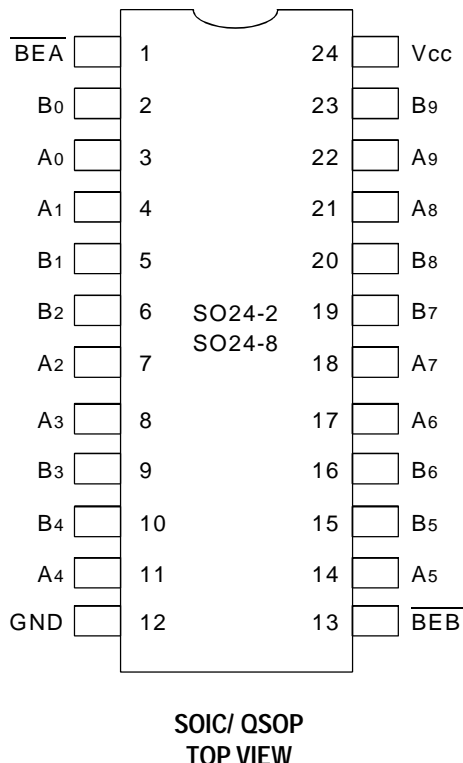 B̅E̅A̅ 1 24 Vcc
B0 2 23 B9
A0 3 22 A9
A1 4 21 A8
B1 5 20 B8
B2 6 SO24-2 19 B7
SO24-8
A2 7 18 A7
A3 8 17 A6
B3 9 16 B6
B4 10 15 B5
A4 11 14 A5
GND 12 13 B̅E̅B̅
SOIC/ QSOP
TOP VIEW